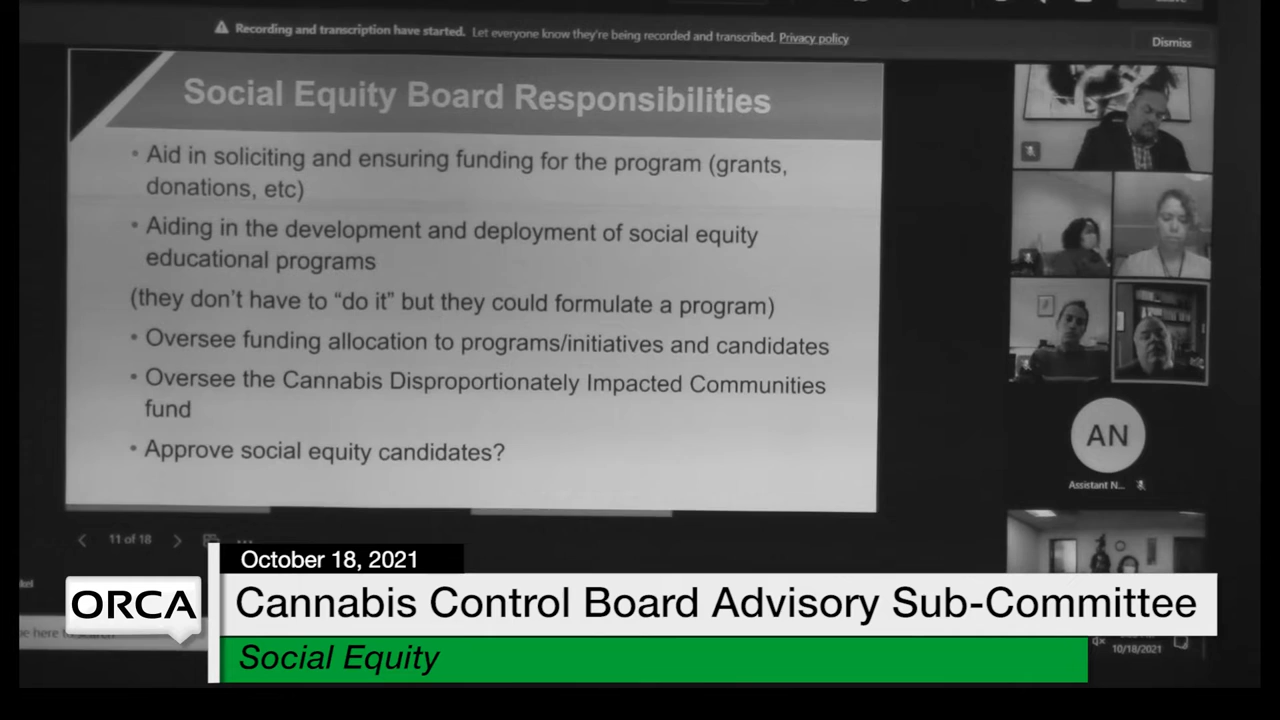 Recording and transcription have started. Let everyone know they're being recorded and transcribed. Privacy policy
Dismiss
Social Equity Board Responsibilities
• Aid in soliciting and ensuring funding for the program (grants,
donations, etc)
• Aiding in the development and deployment of social equity
educational programs
(they don't have to "do it" but they could formulate a program)
• Oversee funding allocation to programs/initiatives and candidates
• Oversee the Cannabis Disproportionately Impacted Communities
fund
• Approve social equity candidates?
AN
Assistant N...
11 of 18
October 18, 2021
ORCA
Cannabis Control Board Advisory Sub-Committee
Social Equity
here
10/18/2021